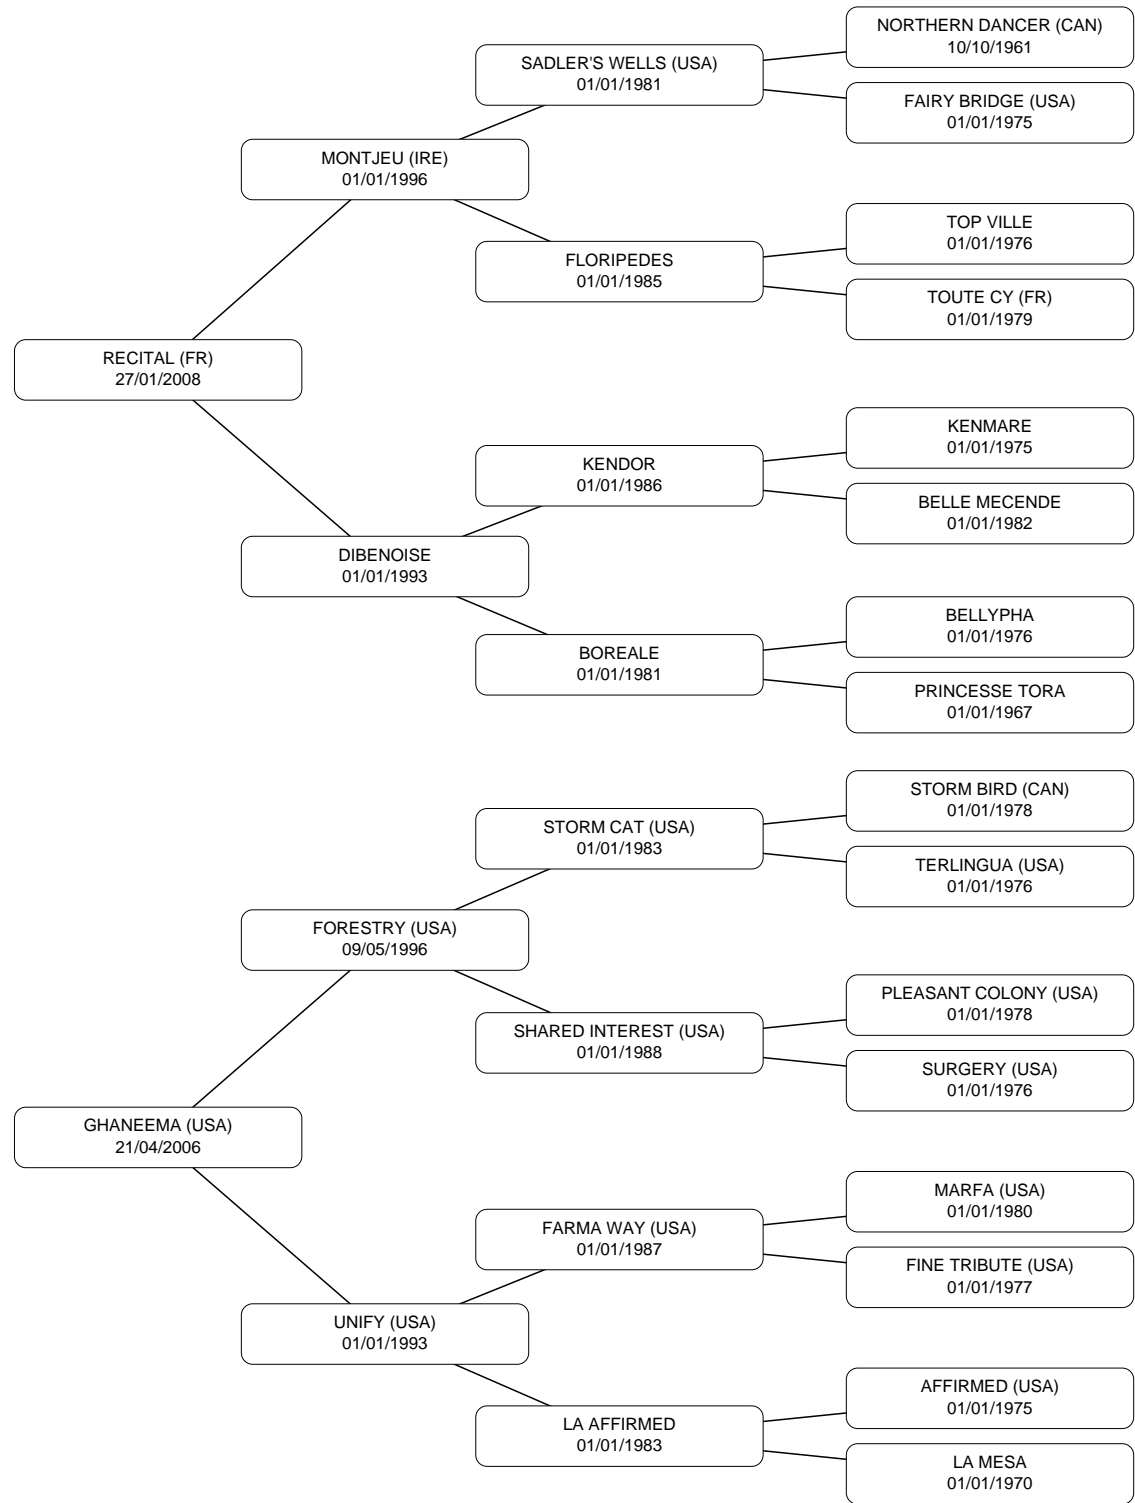 NORTHERN DANCER (CAN)
10/10/1961
SADLER'S WELLS (USA)
01/01/1981
FAIRY BRIDGE (USA)
01/01/1975
MONTJEU (IRE)
01/01/1996
TOP VILLE
01/01/1976
FLORIPEDES
01/01/1985
TOUTE CY (FR)
01/01/1979
RECITAL (FR)
27/01/2008
KENMARE
01/01/1975
KENDOR
01/01/1986
BELLE MECENDE
01/01/1982
DIBENOISE
01/01/1993
BELLYPHA
01/01/1976
BOREALE
01/01/1981
PRINCESSE TORA
01/01/1967
STORM BIRD (CAN)
01/01/1978
STORM CAT (USA)
01/01/1983
TERLINGUA (USA)
01/01/1976
FORESTRY (USA)
09/05/1996
PLEASANT COLONY (USA)
01/01/1978
SHARED INTEREST (USA)
01/01/1988
SURGERY (USA)
01/01/1976
GHANEEMA (USA)
21/04/2006
MARFA (USA)
01/01/1980
FARMA WAY (USA)
01/01/1987
FINE TRIBUTE (USA)
01/01/1977
UNIFY (USA)
01/01/1993
AFFIRMED (USA)
01/01/1975
LA AFFIRMED
01/01/1983
LA MESA
01/01/1970